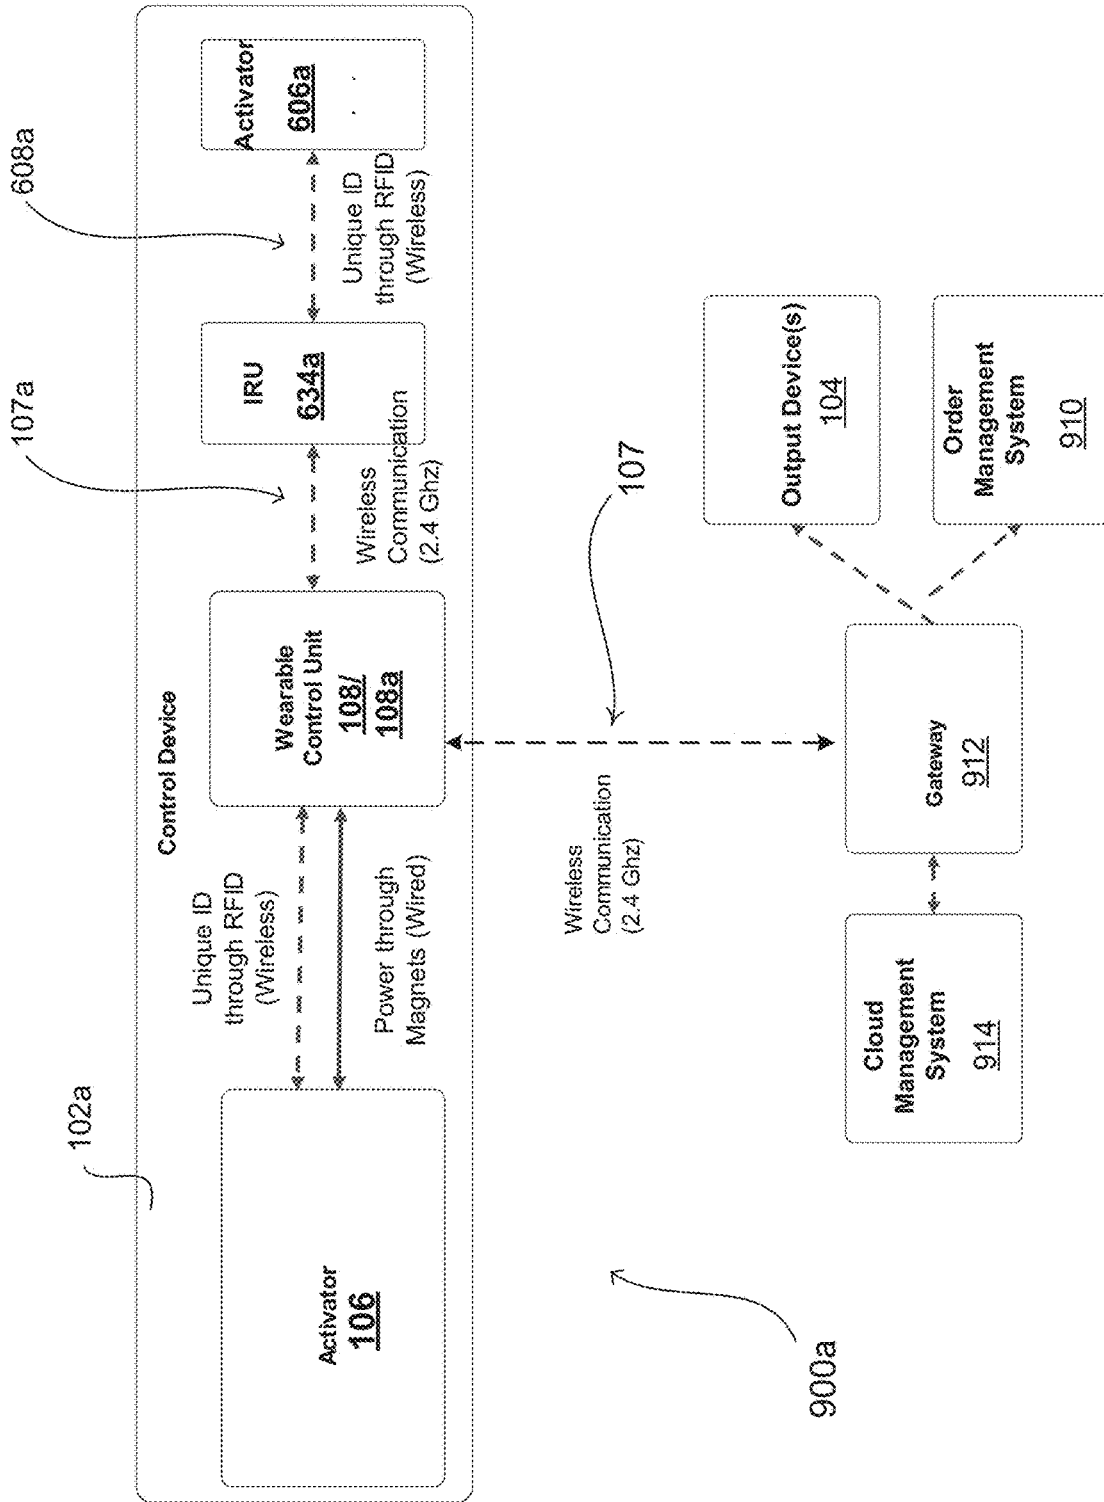 102a
107a
608a
Control Device
Activator
106
Unique ID
through RFID
(Wireless)
Power through
Magnets (Wired)
Wearable
Control Unit
108/
108a
Wireless
Communication
(2.4 Ghz)
IRU
634a
Unique ID
through RFID
(Wireless)
Activator
606a
. .
Wireless
Communication
(2.4 Ghz)
107
Cloud
Management
System
914
Gateway
912
Output Device(s)
104
Order
Management
System
910
900a